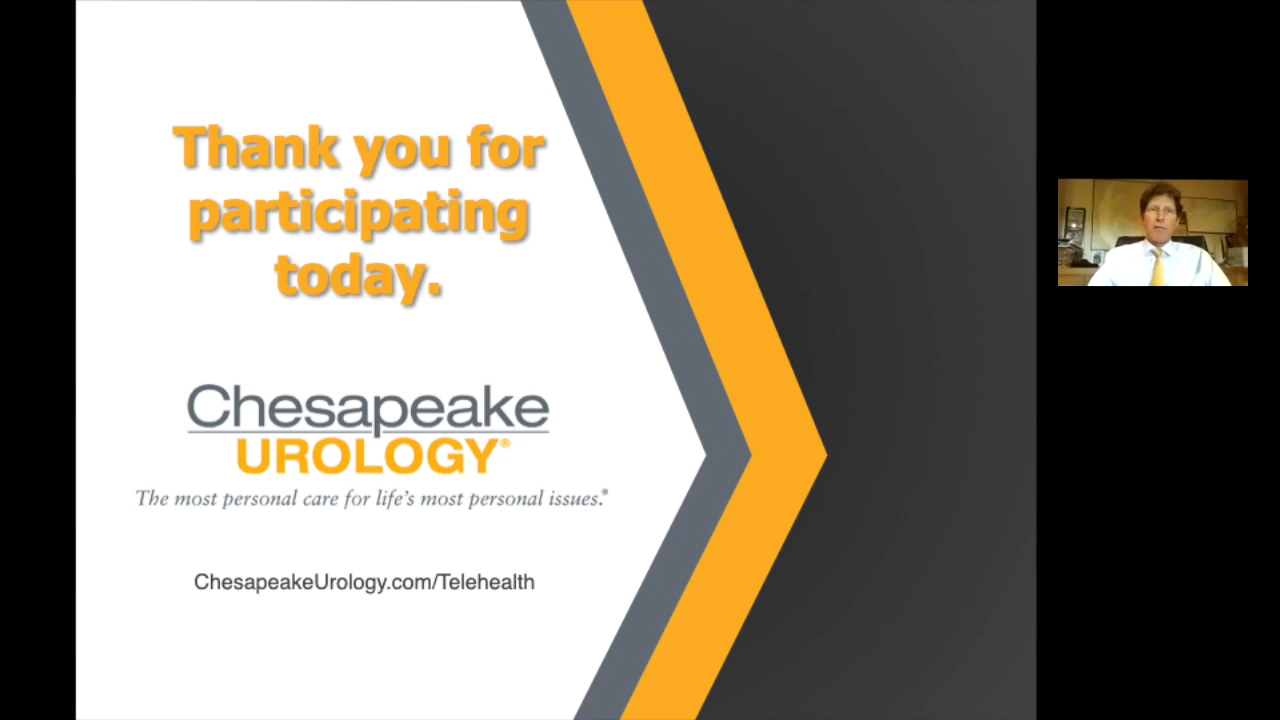 Thank you for
participating
today.
Chesapeake
UROLOGY®
The most personal care for life's most personal issues.®
ChesapeakeUrology.com/Telehealth